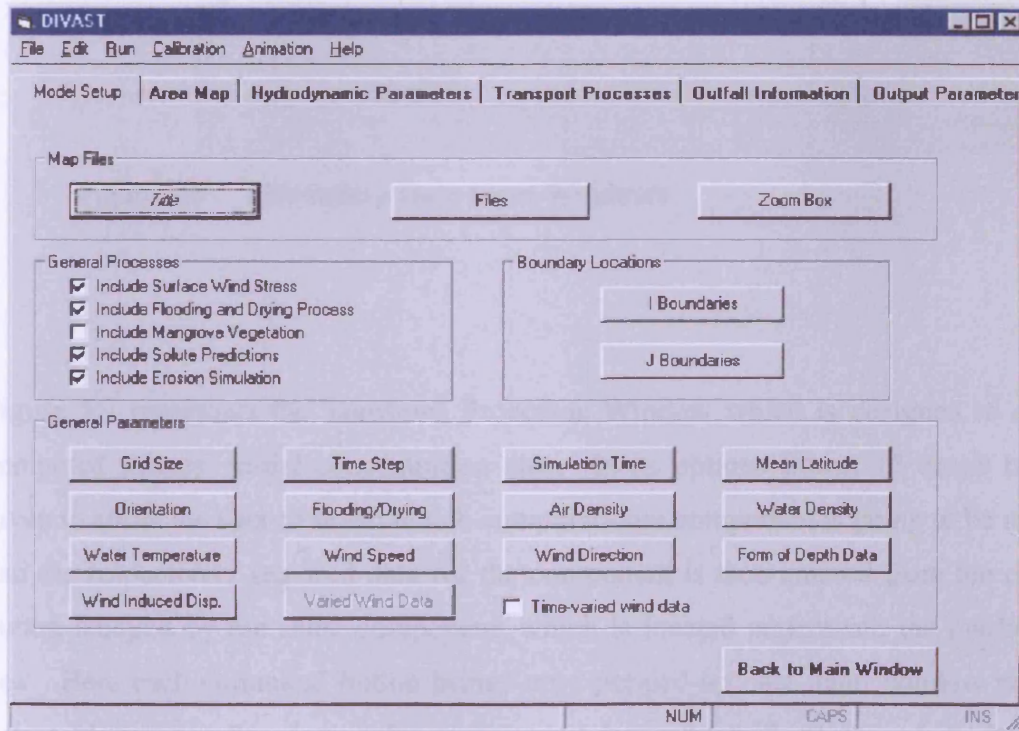 DIVAST
File Edit Run Calibration Animation Help
Model Setup Area Map Hydrodynamic Parameters Transport Processes Outfall Information Output Parameter
Map Files
Title Files Zoom Box
General Processes
Include Surface Wind Stress
Include Flooding and Drying Process
Include Mangrove Vegetation
Include Solute Predictions
Include Erosion Simulation
Boundary Locations
I Boundaries
J Boundaries
General Parameters
Grid Size Time Step Simulation Time Mean Latitude
Orientation Flooding/Drying Air Density Water Density
Water Temperature Wind Speed Wind Direction Form of Depth Data
Wind Induced Disp. Varied Wind Data Time-varied wind data
Back to Main Window
NUM CAPS INS